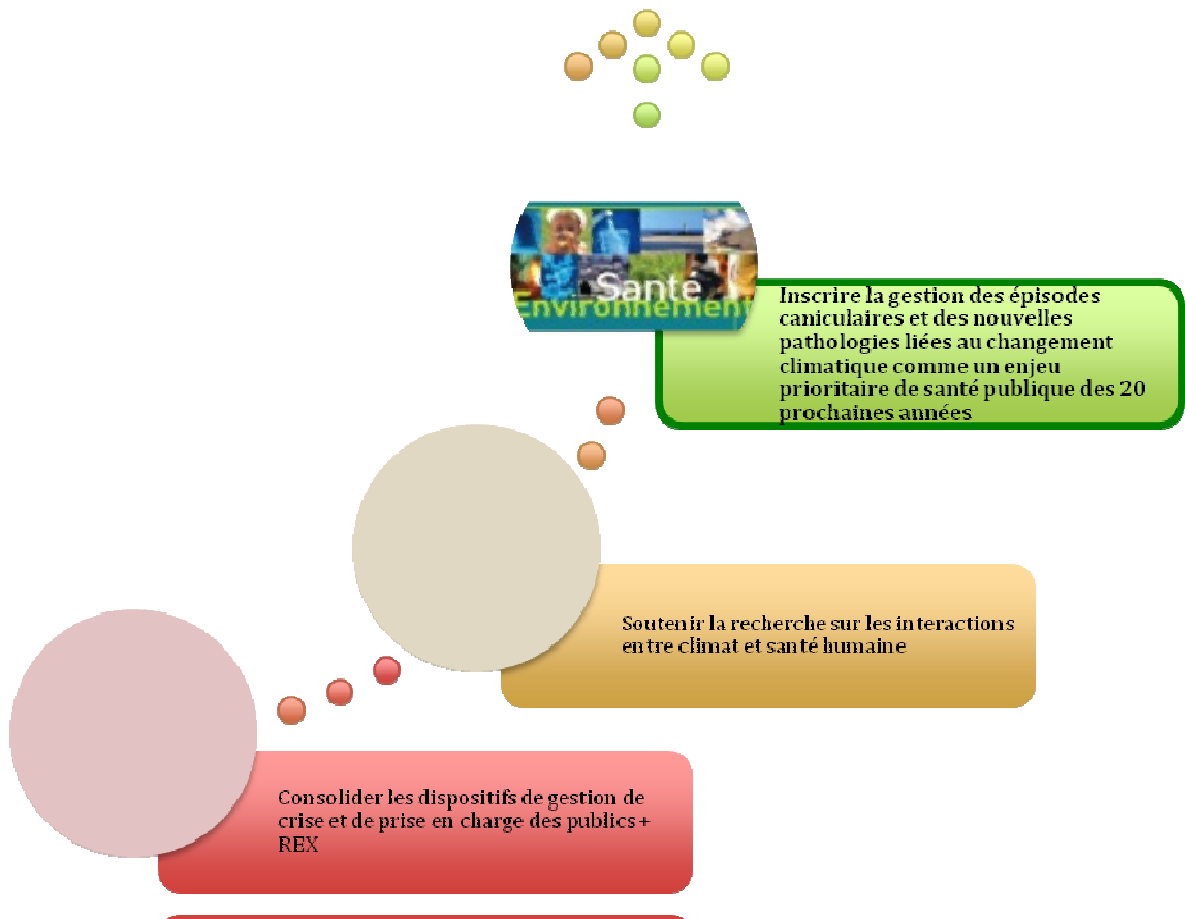 Santé
Environnement
Inscrire la gestion des épisodes
caniculaires et des nouvelles
pathologies liées au changement
climatique comme un enjeu
prioritaire de santé publique des 20
prochaines années
Soutenir la recherche sur les interactions
entre climat et santé humaine
Consolider les dispositifs de gestion de
crise et de prise en charge des publics +
REX